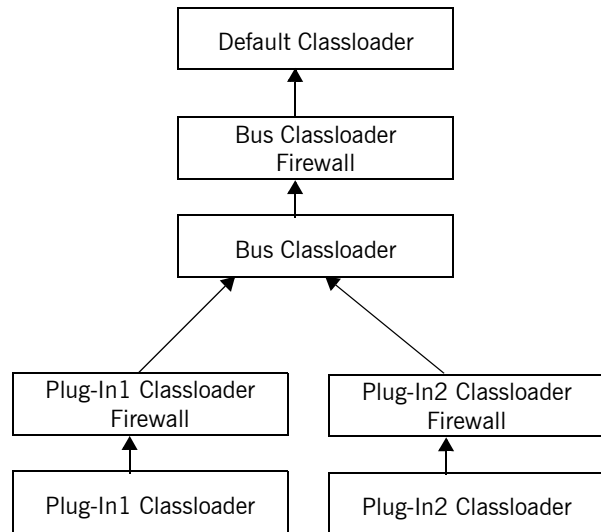 Default Classloader
Bus Classloader
Firewall
Bus Classloader
Plug-In1 Classloader
Firewall
Plug-In2 Classloader
Firewall
Plug-In1 Classloader
Plug-In2 Classloader